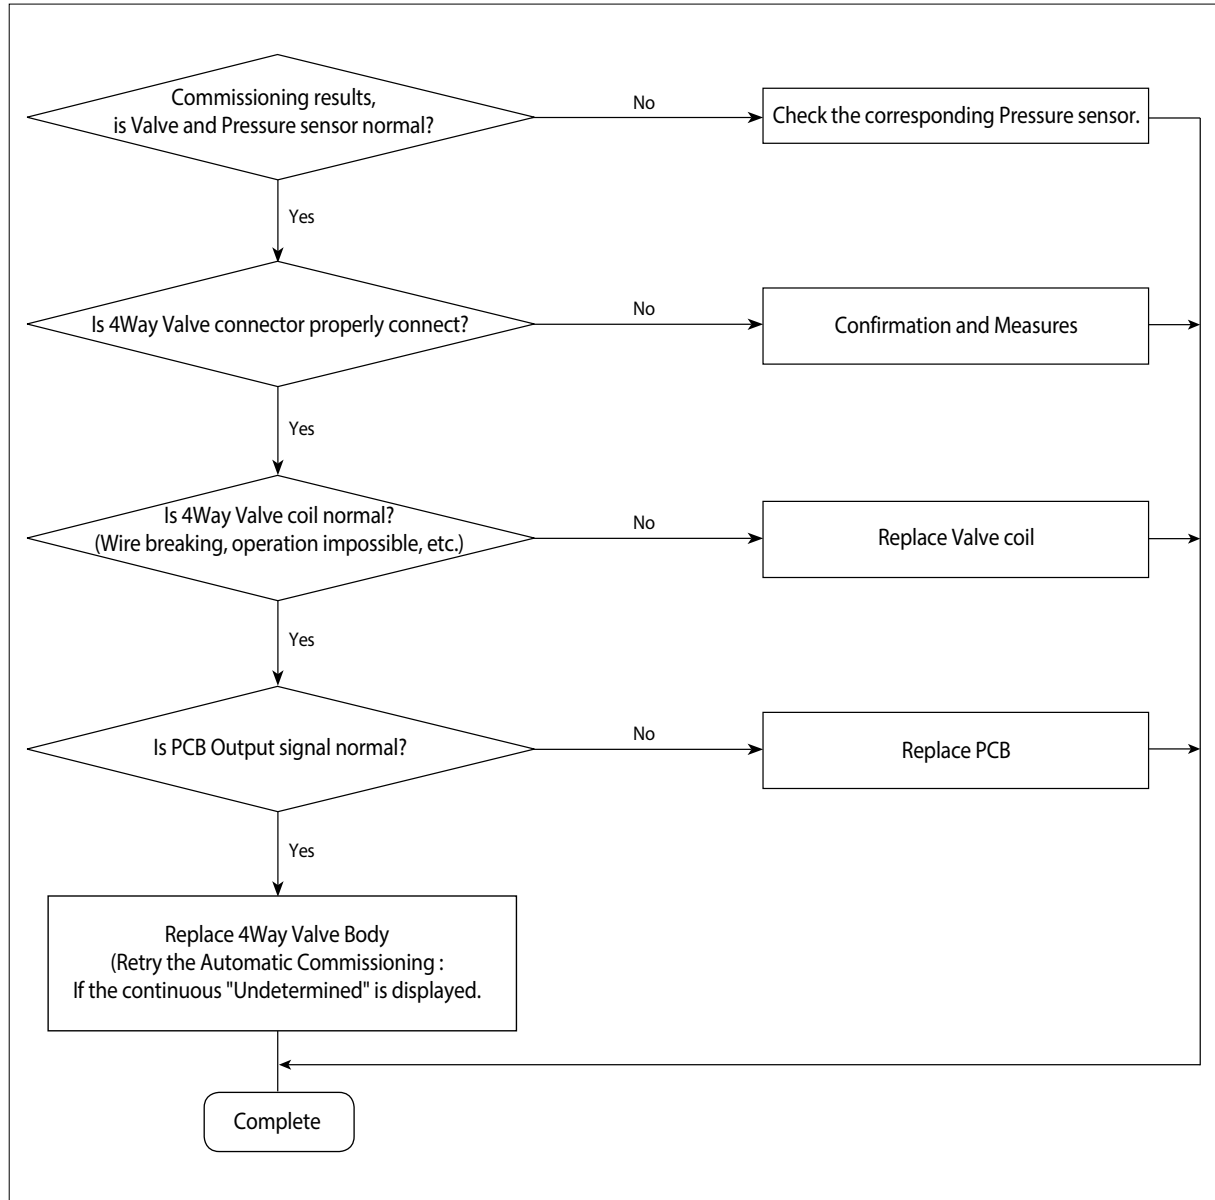 Commissioning results,
is Valve and Pressure sensor normal?
No
Check the corresponding Pressure sensor.
Yes
Is 4Way Valve connector properly connect?
No
Confirmation and Measures
Yes
Is 4Way Valve coil normal?
(Wire breaking, operation impossible, etc.)
No
Replace Valve coil
Yes
Is PCB Output signal normal?
No
Replace PCB
Yes
Replace 4Way Valve Body
(Retry the Automatic Commissioning :
If the continuous "Undetermined" is displayed.
Complete